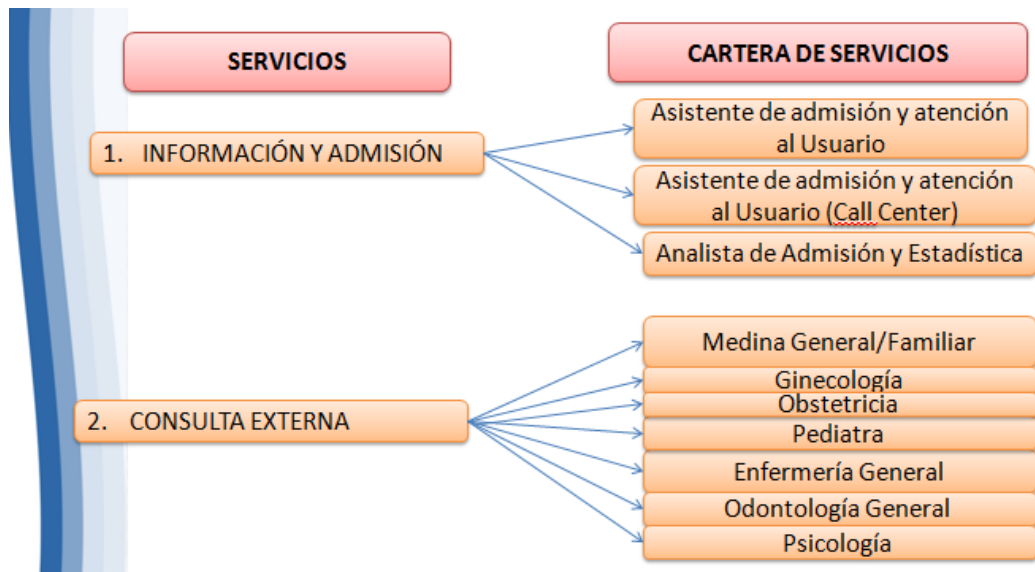 SERVICIOS
CARTERA DE SERVICIOS
1. INFORMACIÓN Y ADMISIÓN
Asistente de admisión y atención
al Usuario
Asistente de admisión y atención
al Usuario (Call Center)
Analista de Admisión y Estadística
2. CONSULTA EXTERNA
Medina General/Familiar
Ginecología
Obstetricia
Pediatra
Enfermería General
Odontología General
Psicología